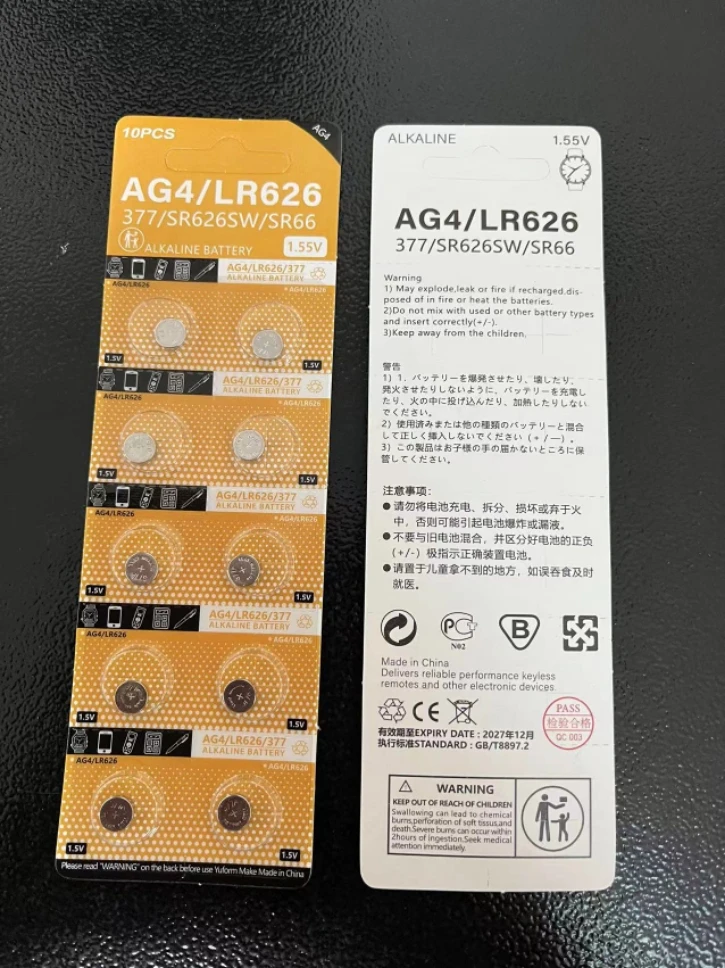 10PCS
AG4
AG4/LR626
377/SR626SW/SR66
ALKALINE BATTERY
1.55V
AG4/LR626/377
ALKALINE BATTERY
AG4/LR626
AG4/LR626
1.5V
1.5V
AG4/LR626/377
ALKALINE BATTERY
AG4/LR626
AG4/LR626
1.5V
1.5V
AG4/LR626/377
ALKALINE BATTERY
AG4/LR626
AG4/LR626
1.5V
1.5V
AG4/LR626/377
ALKALINE BATTERY
AG4/LR626
AG4/LR626
1.5V
1.5V
AG4/LR626/377
ALKALINE BATTERY
AG4/LR626
AG4/LR626
1.5V
1.5V
Please read "WARNING" on the back before use Yuform Make Made in China
ALKALINE
1.55V
AG4/LR626
377/SR626SW/SR66
Warning
1) May explode,leak or fire if recharged.dis-
posed of in fire or heat the batteries.
2)Do not mix with used or other battery types
and insert correctly(+/-).
3)Keep away from the children.
警告
1) 1. バッテリーを爆発させたり、壊したり,
発火させたりしないように, バッテリーを充電し
たり、火の中に投げ込んだり、加熱したりしない
でください。
2) 使用済みまたは他の種類のバッテリーと混合
して正しく挿入しないでください (+/—) 。
3) この製品はお子様の手の届かないところに保
管してください。
注意事项:
●请勿将电池充电、拆分、损坏或弃于火
中，否则可能引起电池爆炸或漏液。
●不要与旧电池混合，并区分好电池的正负
(+/-) 极指示正确装置电池。
●请置于儿童拿不到的地方，如误吞食及时
就医。
N02
B
Made in China
Delivers reliable performance keyless
remotes and other electronic devices.
CE
有效期至EXPIRY DATE : 2027年12月
执行标准STANDARD : GB/T8897.2
PASS
检验合格
QC 003
WARNING
KEEP OUT OF REACH OF CHILDREN
Swallowing can lead to chemical
burns,perforation of soft tissus,and
death.Severe burns can occur within
2hours of ingestion.Seek medical
attention immediately.